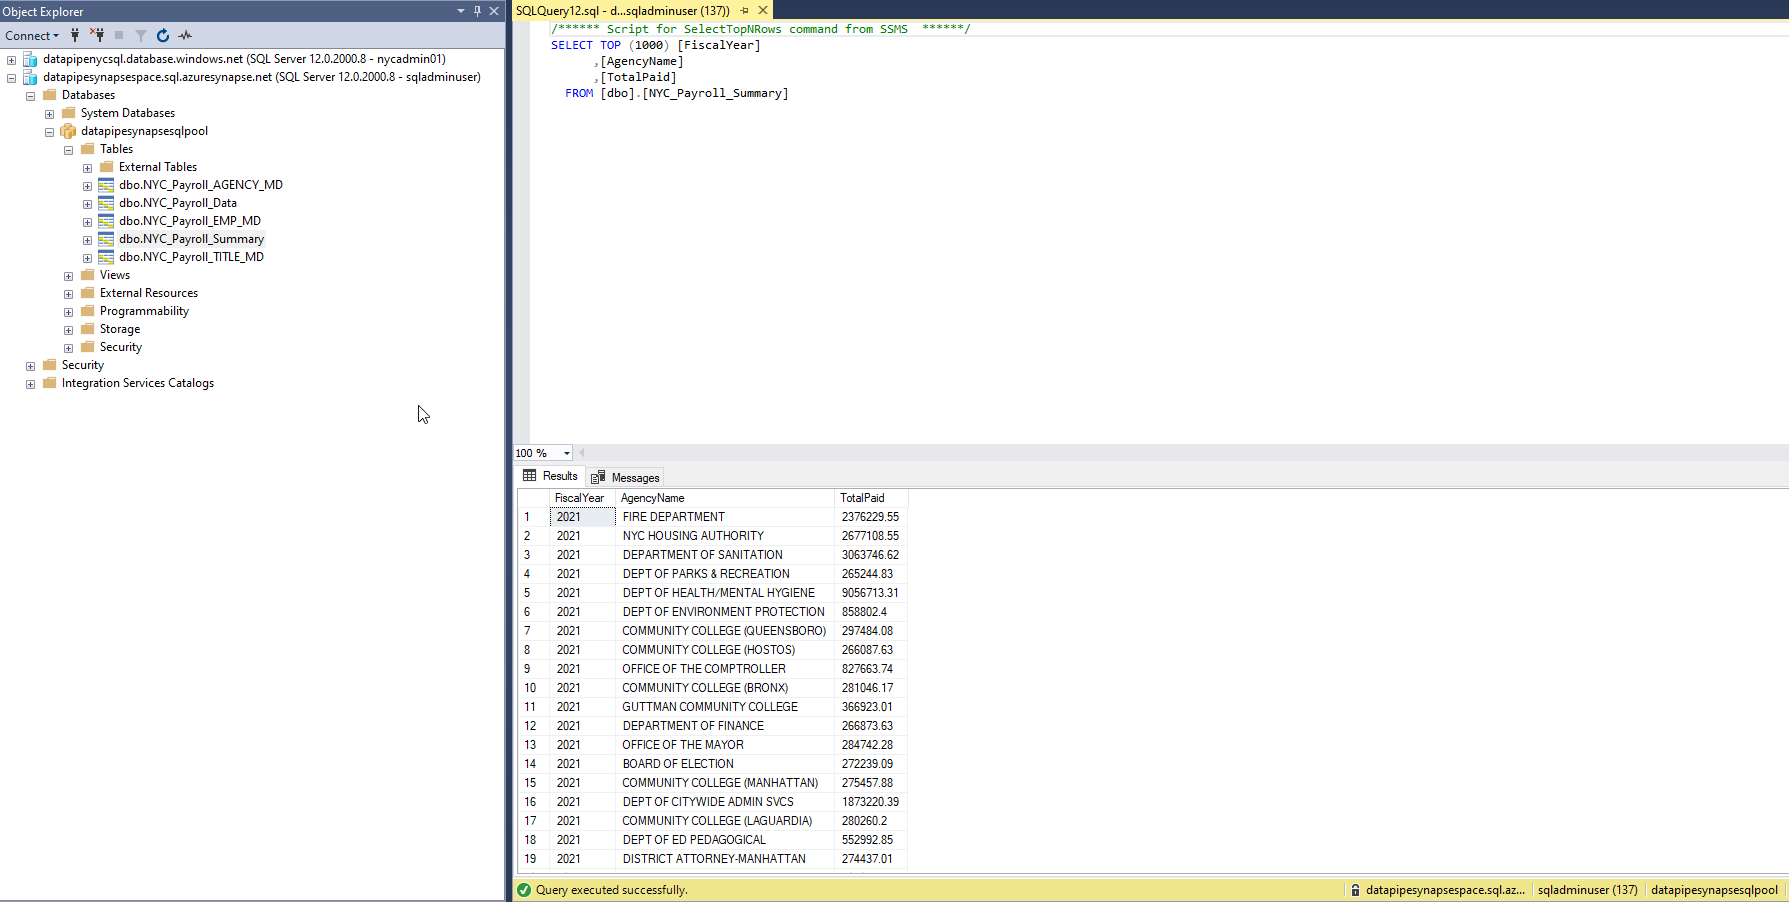 Object Explorer
Connect
datapipenycsql.database.windows.net (SQL Server 12.0.2000.8 - nycadmin01)
datapipesynapsespace.sql.azuresynapse.net (SQL Server 12.0.2000.8 - sqladminuser)
Databases
System Databases
datapipesynapsesqlpool
Tables
External Tables
dbo.NYC_Payroll_AGENCY_MD
dbo.NYC_Payroll_Data
dbo.NYC_Payroll_EMP_MD
dbo.NYC_Payroll_Summary
dbo.NYC_Payroll_TITLE_MD
Views
External Resources
Programmability
Storage
Security
Security
Integration Services Catalogs
SQLQuery12.sql - d...sqladminuser (137))
/****** Script for SelectTopNRows command from SSMS  ******/
SELECT TOP (1000) [FiscalYear]
,[AgencyName]
,[TotalPaid]
FROM [dbo].[NYC_Payroll_Summary]
100 %
Results Messages
FiscalYear AgencyName TotalPaid
1 2021 FIRE DEPARTMENT 2376229.55
2 2021 NYC HOUSING AUTHORITY 2677108.55
3 2021 DEPARTMENT OF SANITATION 3063746.62
4 2021 DEPT OF PARKS & RECREATION 265244.83
5 2021 DEPT OF HEALTH/MENTAL HYGIENE 9056713.31
6 2021 DEPT OF ENVIRONMENT PROTECTION 858802.4
7 2021 COMMUNITY COLLEGE (QUEENSBORO) 297484.08
8 2021 COMMUNITY COLLEGE (HOSTOS) 266087.63
9 2021 OFFICE OF THE COMPTROLLER 827663.74
10 2021 COMMUNITY COLLEGE (BRONX) 281046.17
11 2021 GUTTMAN COMMUNITY COLLEGE 366923.01
12 2021 DEPARTMENT OF FINANCE 266873.63
13 2021 OFFICE OF THE MAYOR 284742.28
14 2021 BOARD OF ELECTION 272239.09
15 2021 COMMUNITY COLLEGE (MANHATTAN) 275457.88
16 2021 DEPT OF CITYWIDE ADMIN SVCS 1873220.39
17 2021 COMMUNITY COLLEGE (LAGUARDIA) 280260.2
18 2021 DEPT OF ED PEDAGOGICAL 552992.85
19 2021 DISTRICT ATTORNEY-MANHATTAN 274437.01
Query executed successfully. datapipesynapsespace.sql.az... sqladminuser (137) datapipesynapsesqlpool